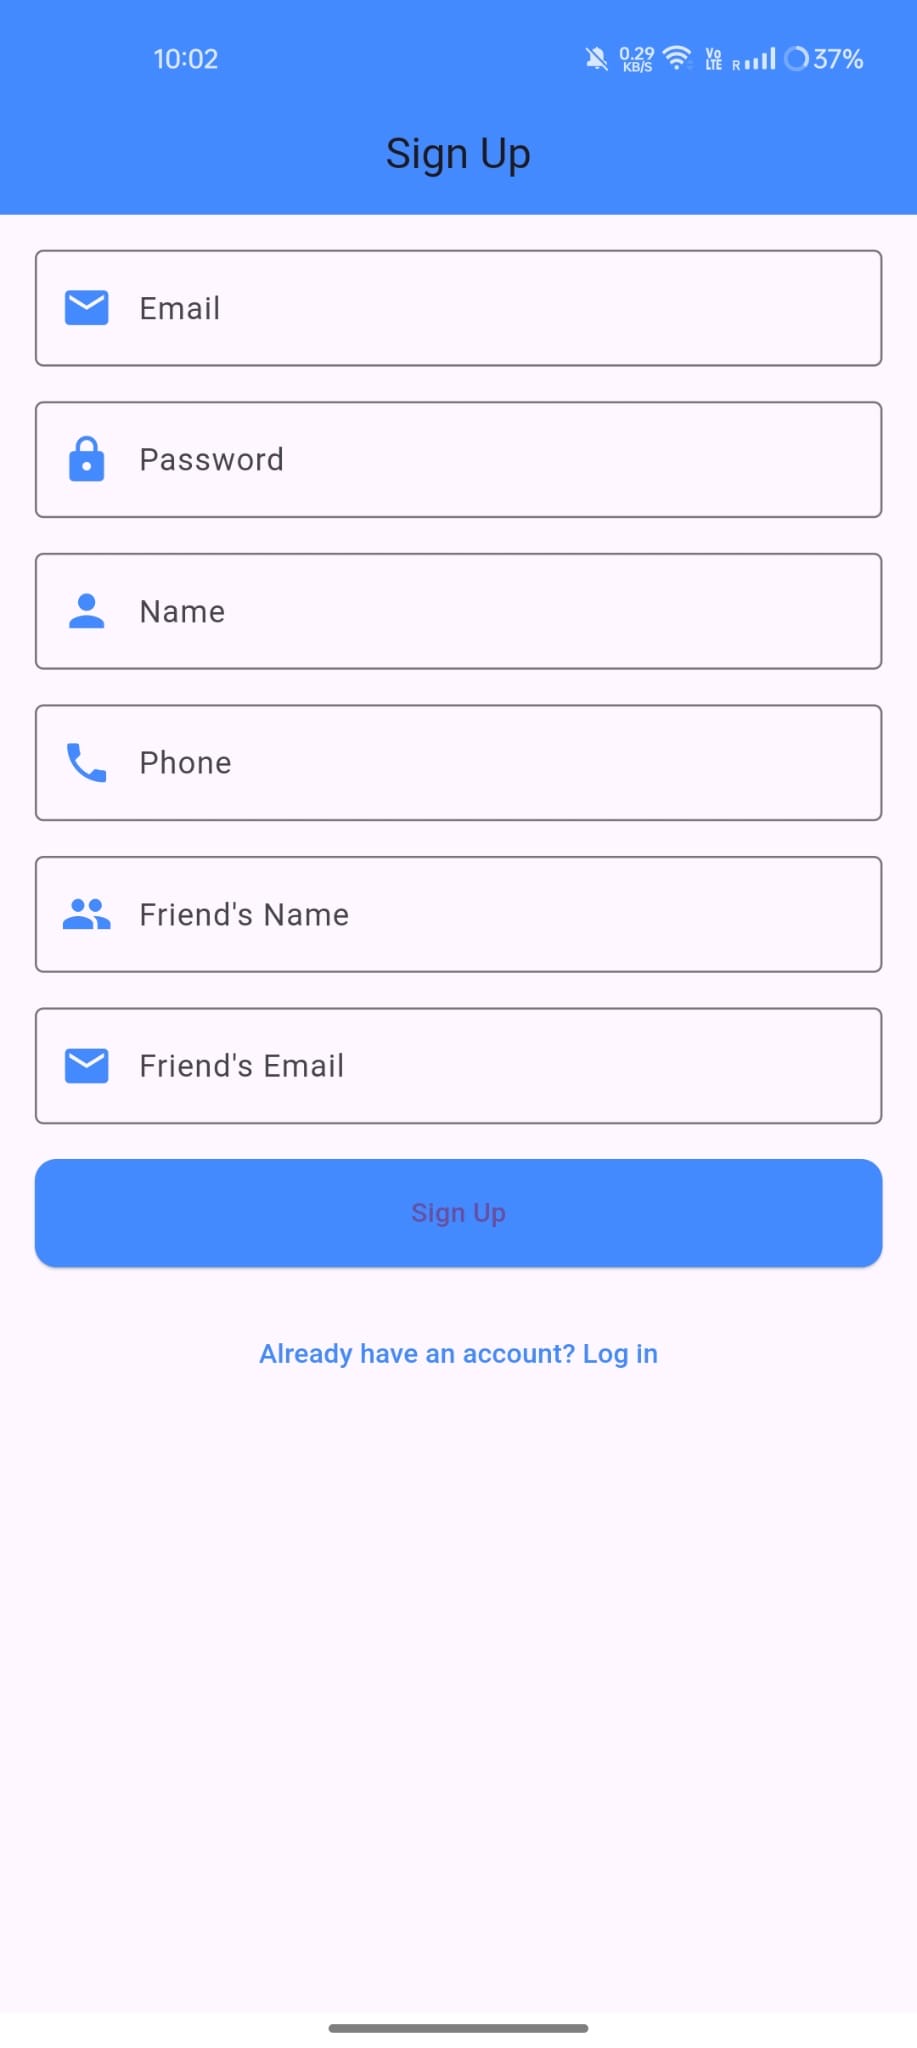 10:02
0.29
KB/S
Vo
LTE
R
37%
Sign Up
Email
Password
Name
Phone
Friend's Name
Friend's Email
Sign Up
Already have an account? Log in